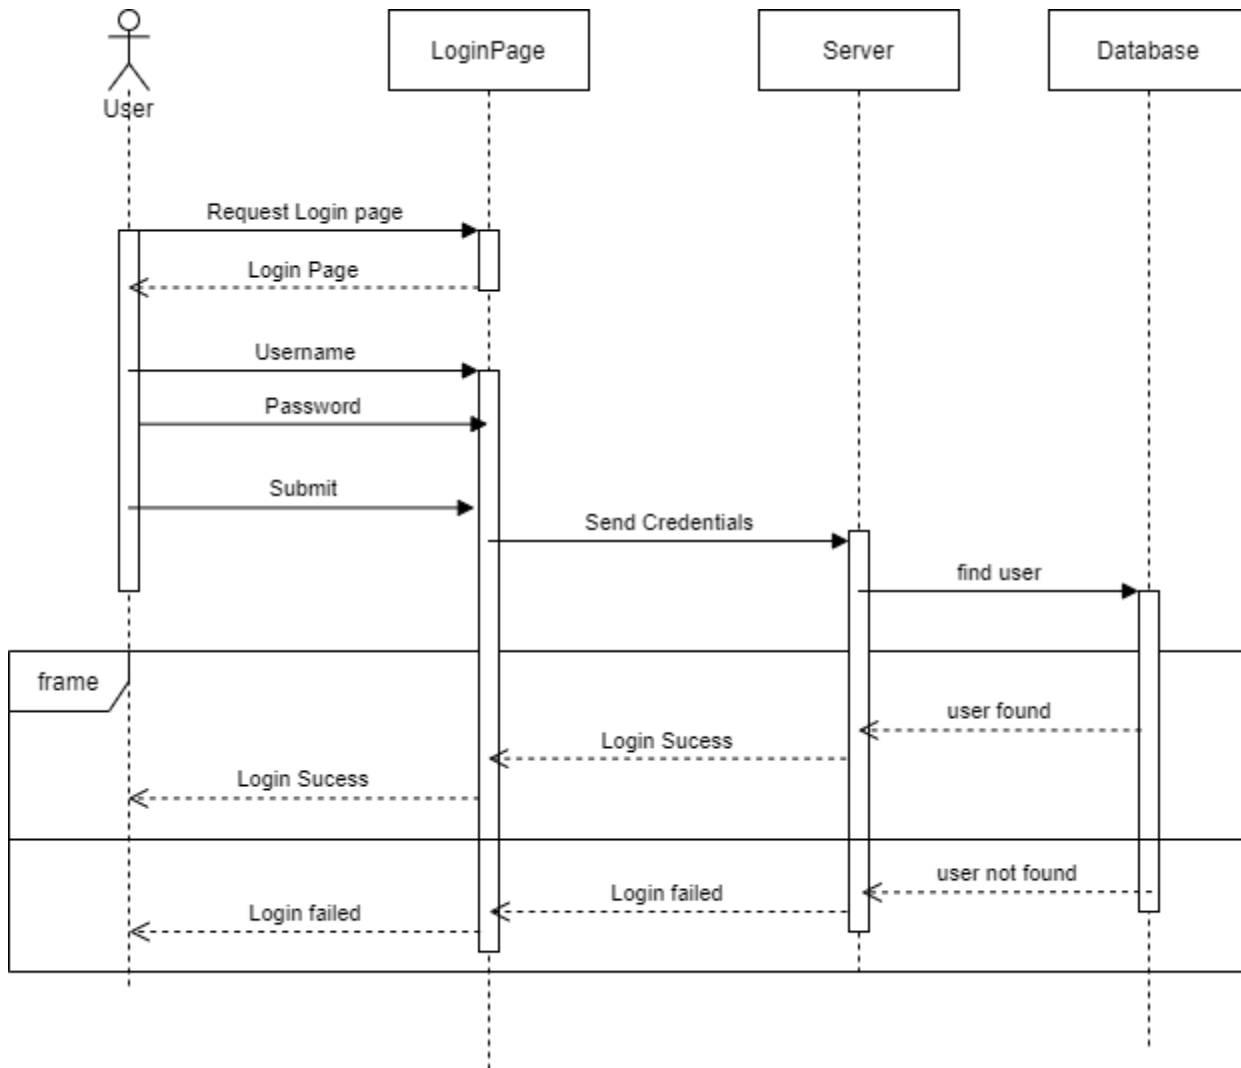 User
LoginPage
Server
Database
Request Login page
Login Page
Username
Password
Submit
Send Credentials
find user
frame
user found
Login Sucess
Login Sucess
user not found
Login failed
Login failed